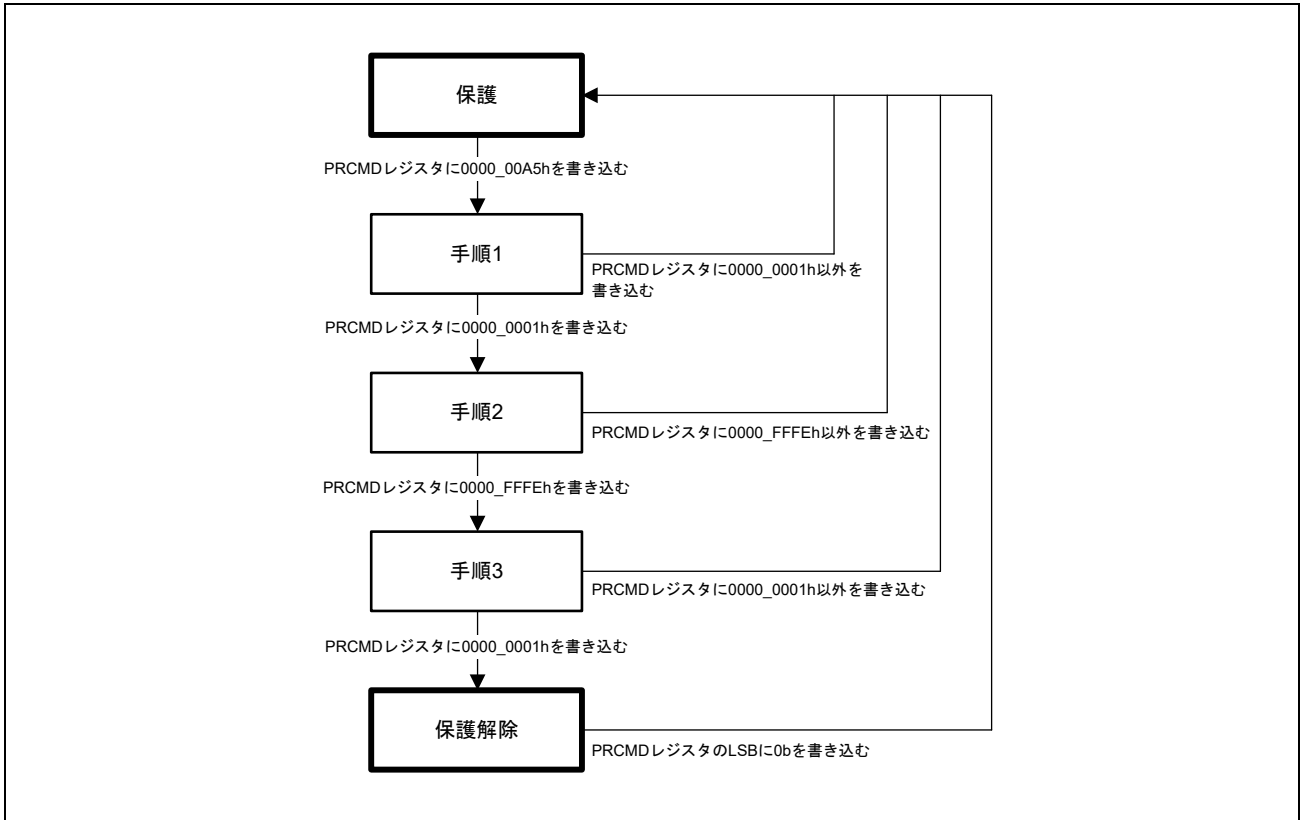 保護
PRCMDレジスタに0000_00A5hを書き込む
手順1
PRCMDレジスタに0000_0001h以外を
書き込む
PRCMDレジスタに0000_0001hを書き込む
手順2
PRCMDレジスタに0000_FFFEh以外を書き込む
PRCMDレジスタに0000_FFFEhを書き込む
手順3
PRCMDレジスタに0000_0001h以外を書き込む
PRCMDレジスタに0000_0001hを書き込む
保護解除
PRCMDレジスタのLSBに0bを書き込む